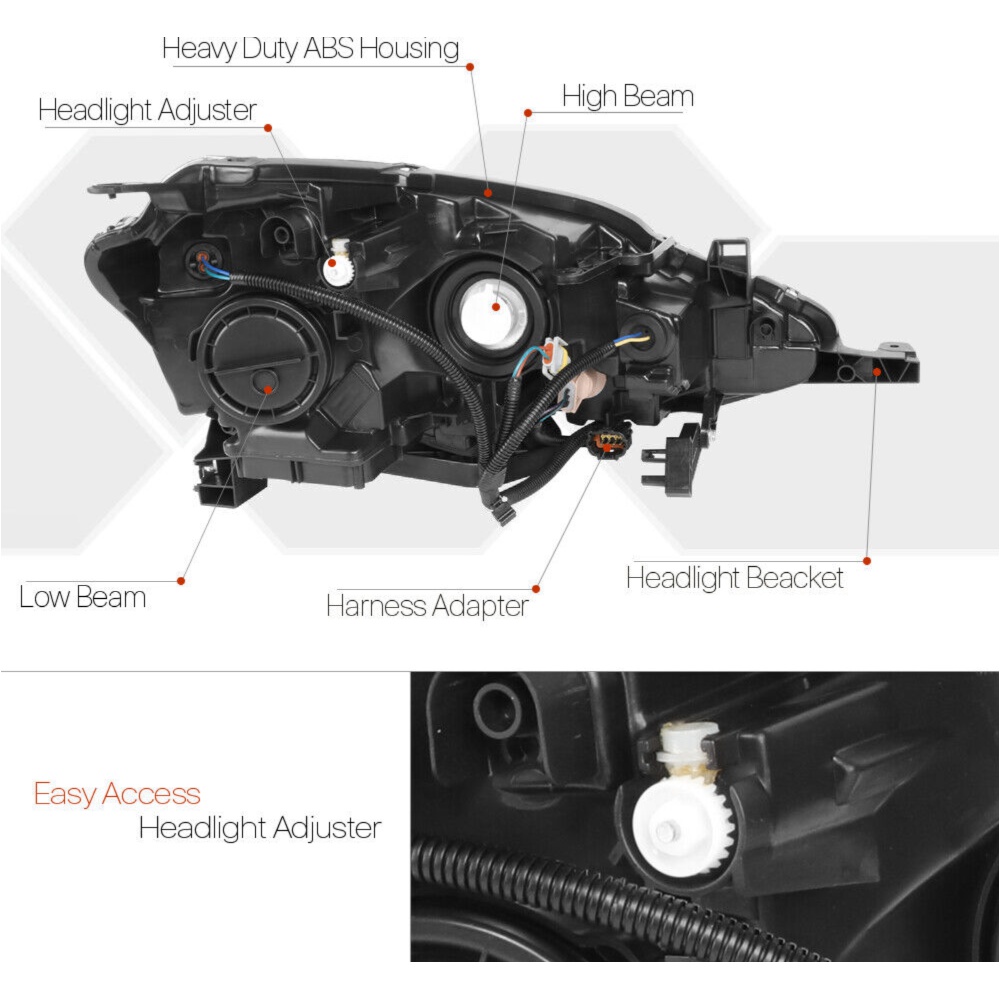 Heavy Duty ABS Housing
High Beam
Headlight Adjuster
Low Beam
Harness Adapter
Headlight Beacket
Easy Access
Headlight Adjuster